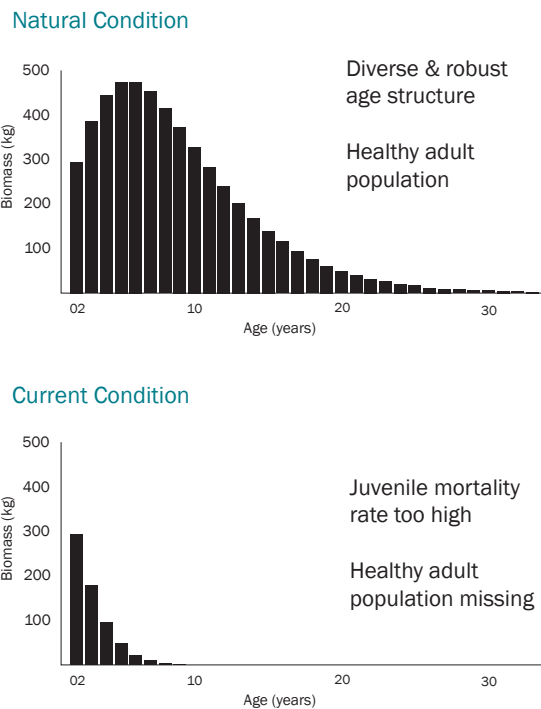 Natural Condition
Diverse & robust
age structure
Healthy adult
population
500
400
300
200
100
Biomass (kg)
02
10
20
30
Age (years)
Current Condition
Juvenile mortality
rate too high
Healthy adult
population missing
500
400
300
200
100
Biomass (kg)
02
10
20
30
Age (years)